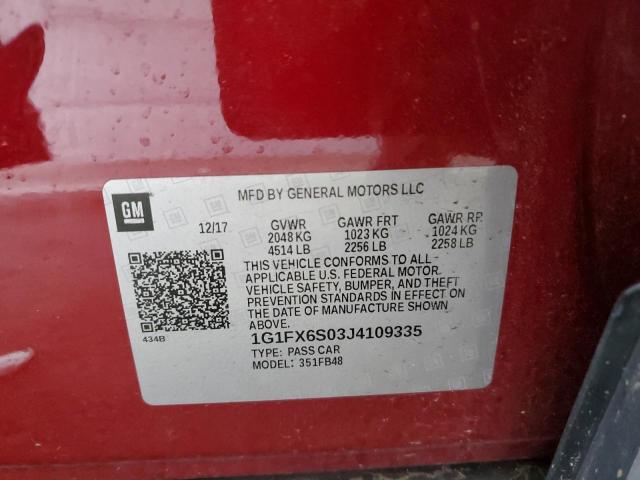 GM
MFD BY GENERAL MOTORS LLC
12/17 GVWR GAWR FRT GAWR RR
2048 KG 1023 KG 1024 KG
4514 LB 2256 LB 2258 LB
THIS VEHICLE CONFORMS TO ALL
APPLICABLE U.S. FEDERAL MOTOR
VEHICLE SAFETY, BUMPER, AND THEFT
PREVENTION STANDARDS IN EFFECT ON
THE DATE OF MANUFACTURE SHOWN
ABOVE.
434B
1G1FX6S03J4109335
TYPE: PASS CAR
MODEL: 351FB48